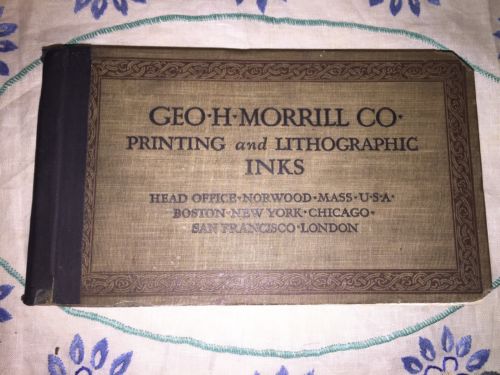 GEO·H·MORRILL CO·
PRINTING and LITHOGRAPHIC
INKS
HEAD OFFICE·NORWOOD·MASS·U·S·A·
BOSTON·NEW YORK·CHICAGO·
SAN FRANCISCO·LONDON